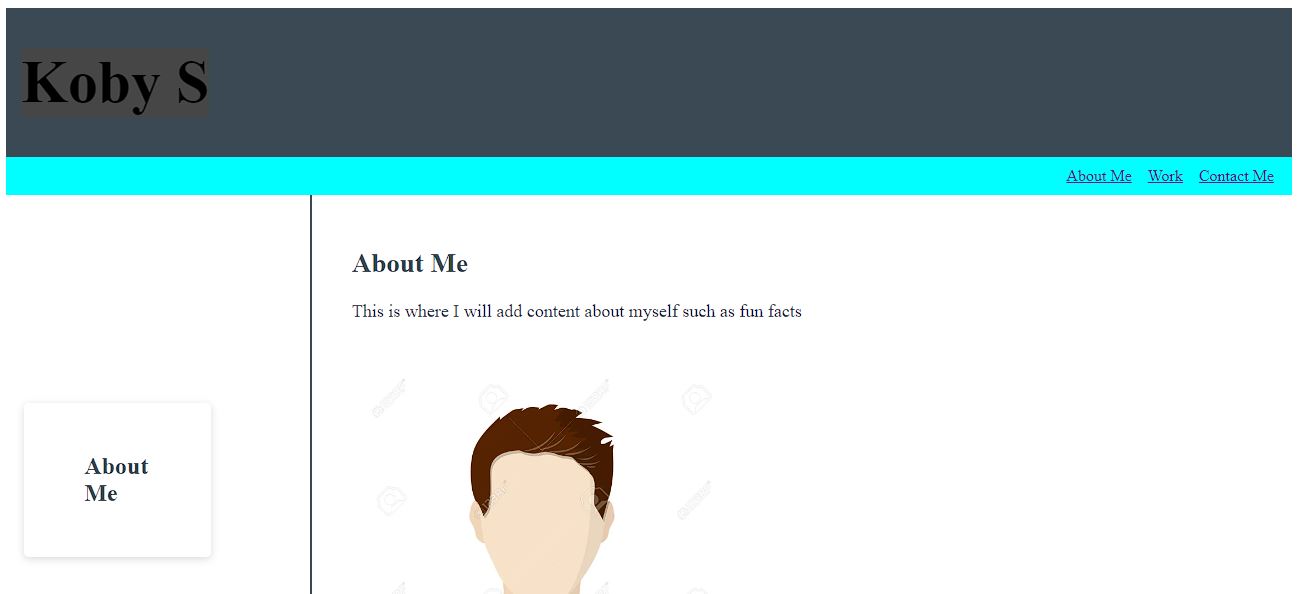 Koby S
About Me Work Contact Me
About Me
This is where I will add content about myself such as fun facts
About
Me